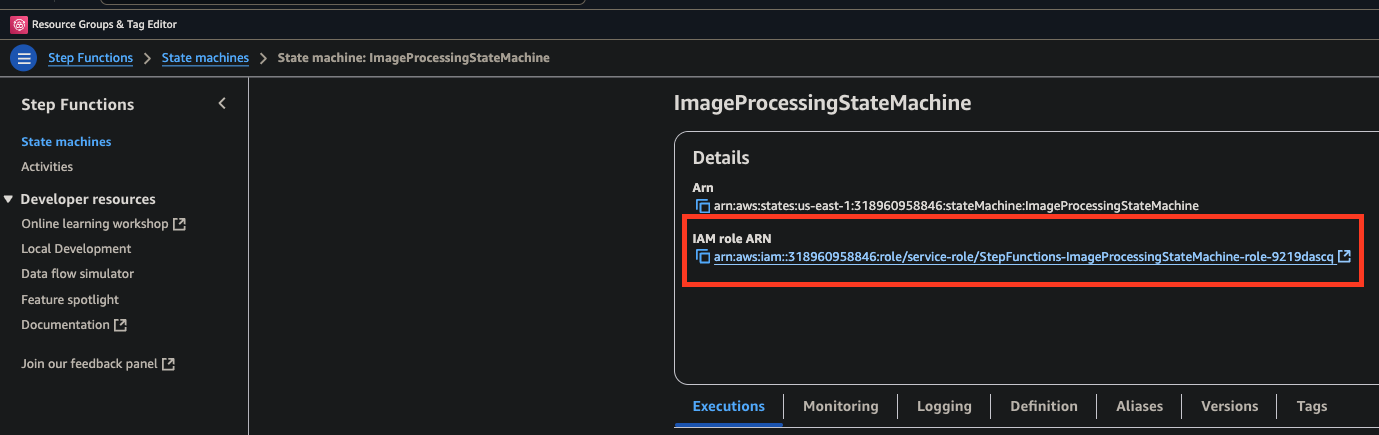 Resource Groups & Tag Editor
Step Functions > State machines > State machine: ImageProcessingStateMachine
Step Functions
State machines
Activities
Developer resources
Online learning workshop
Local Development
Data flow simulator
Feature spotlight
Documentation
Join our feedback panel
ImageProcessingStateMachine
Details
Arn
arn:aws:states:us-east-1:318960958846:stateMachine:ImageProcessingStateMachine
IAM role ARN
arn:aws:iam::318960958846:role/service-role/StepFunctions-ImageProcessingStateMachine-role-9219dascq
Executions Monitoring Logging Definition Aliases Versions Tags